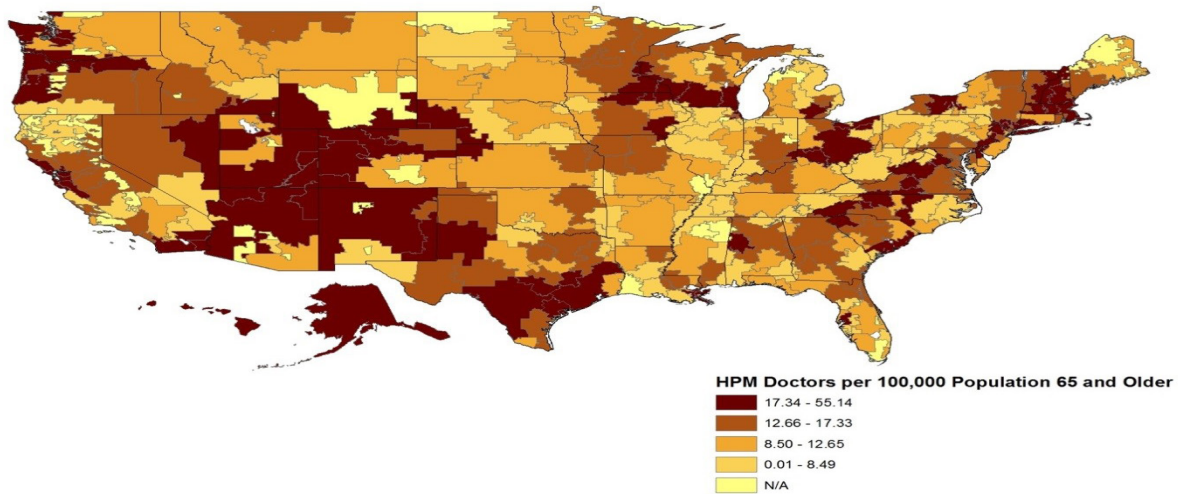 HPM Doctors per 100,000 Population 65 and Older
17.34 - 55.14
12.66 - 17.33
8.50 - 12.65
0.01 - 8.49
N/A